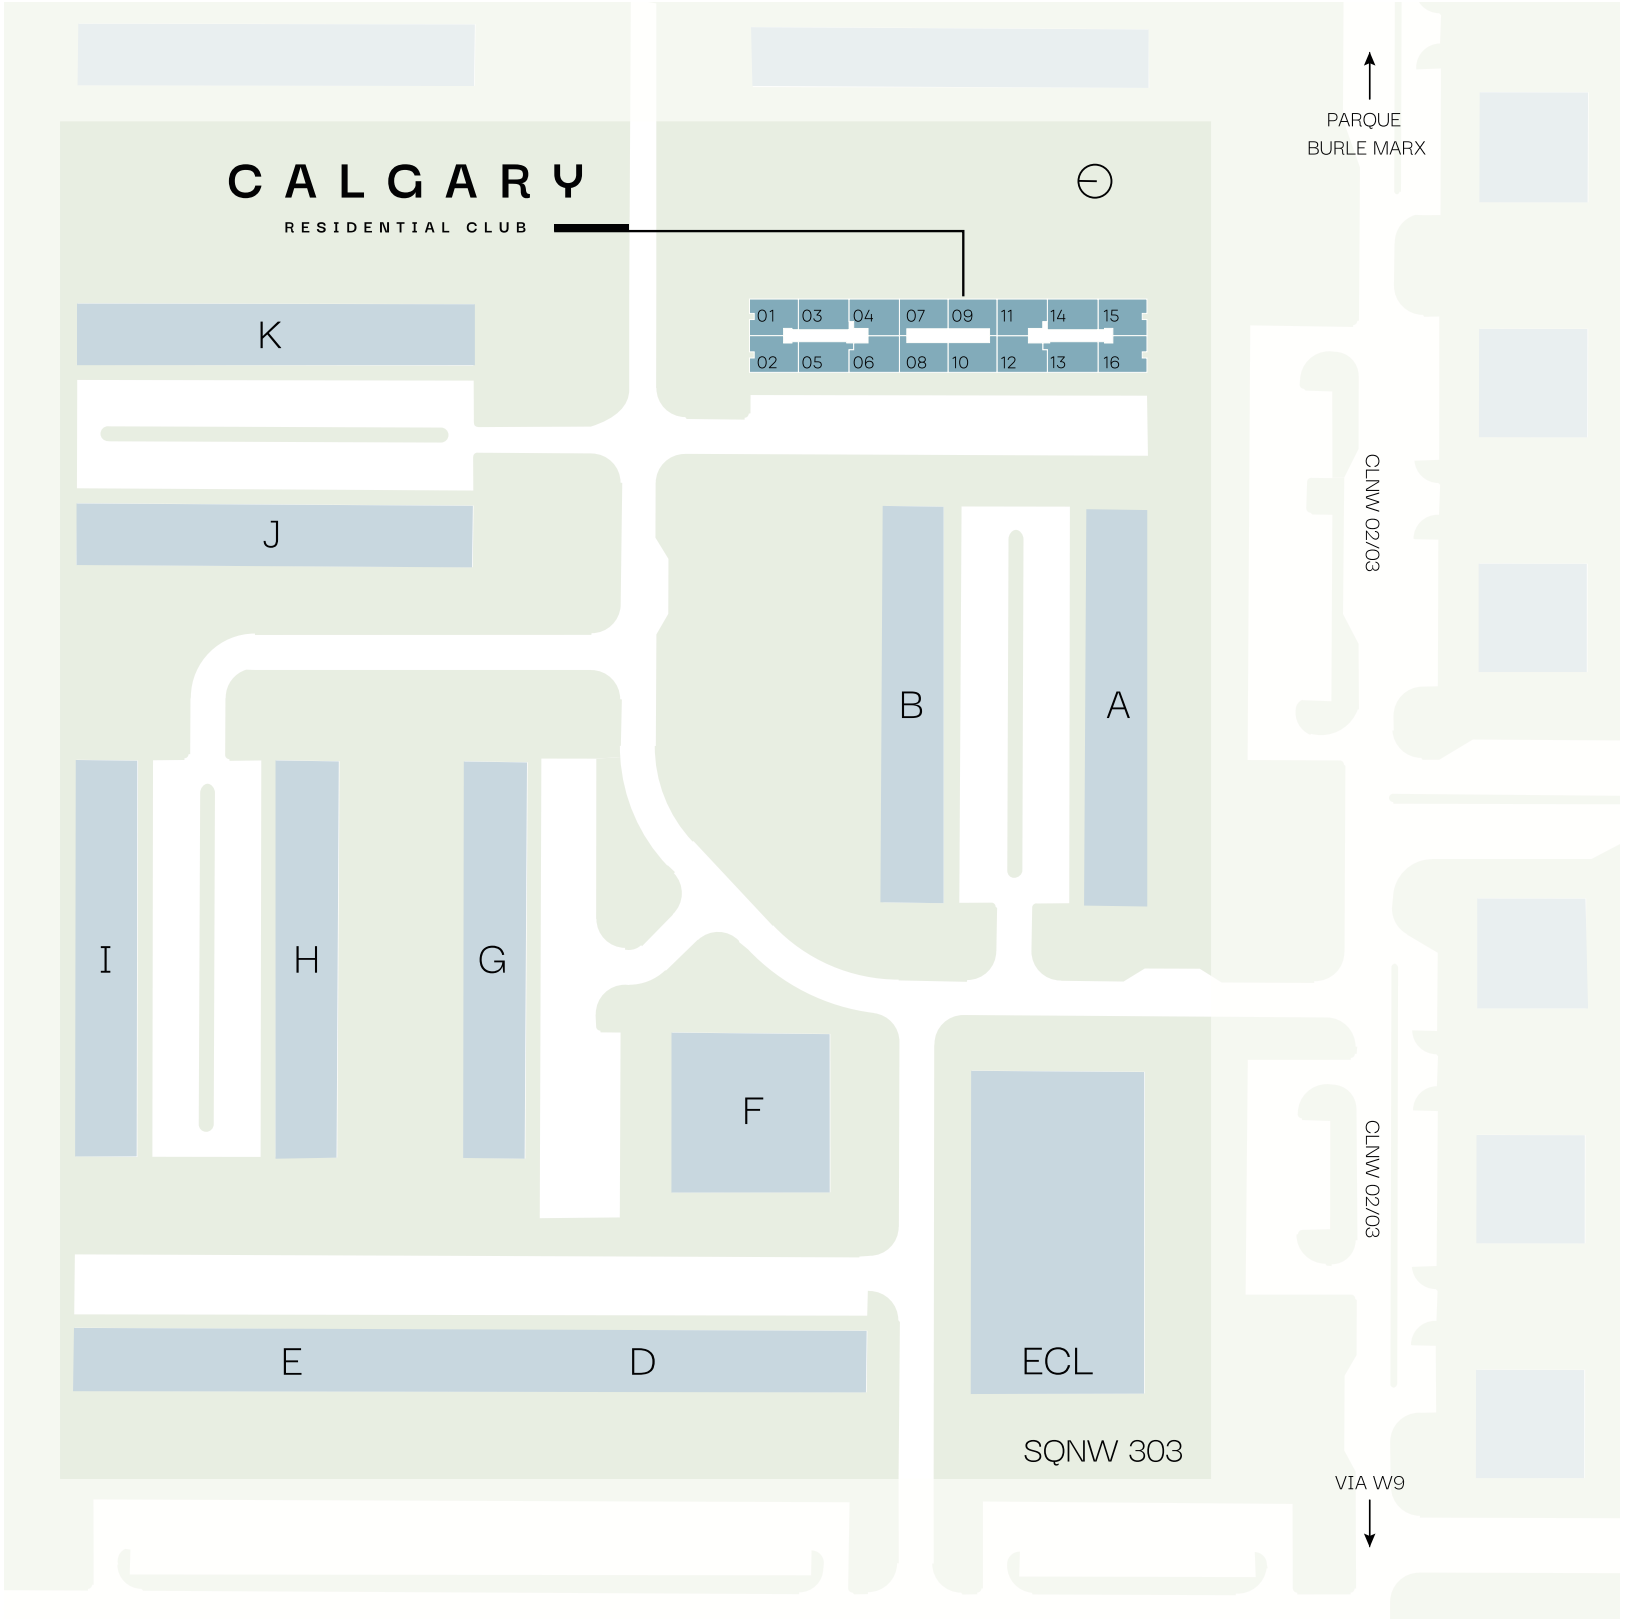 PARQUE
BURLE MARX
CALGARY
RESIDENTIAL CLUB
01 03 04 07 09 11 14 15
02 05 06 08 10 12 13 16
K
J
CLNW 02/03
B
A
I
H
G
F
CLNW 02/03
E
D
ECL
SQNW 303
VIA W9